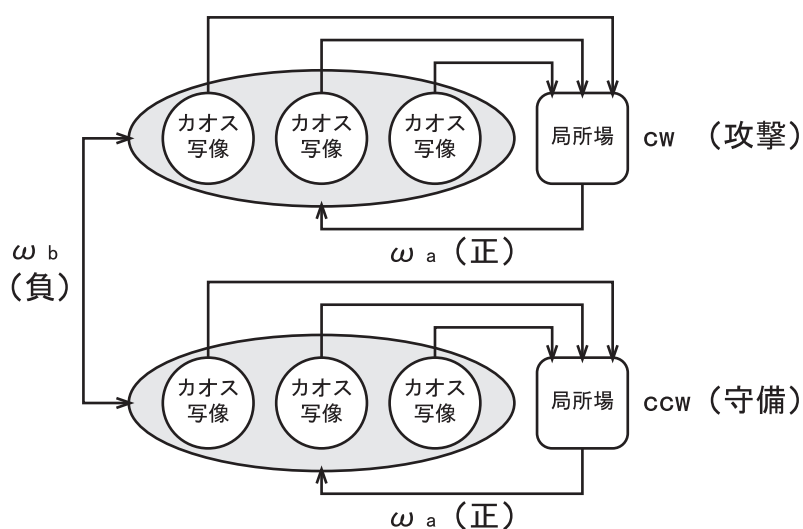 カオス
写像
カオス
写像
カオス
写像
局所場
cw （攻撃）
ω a （正）
ω b
（負）
カオス
写像
カオス
写像
カオス
写像
局所場
ccw （守備）
ω a （正）